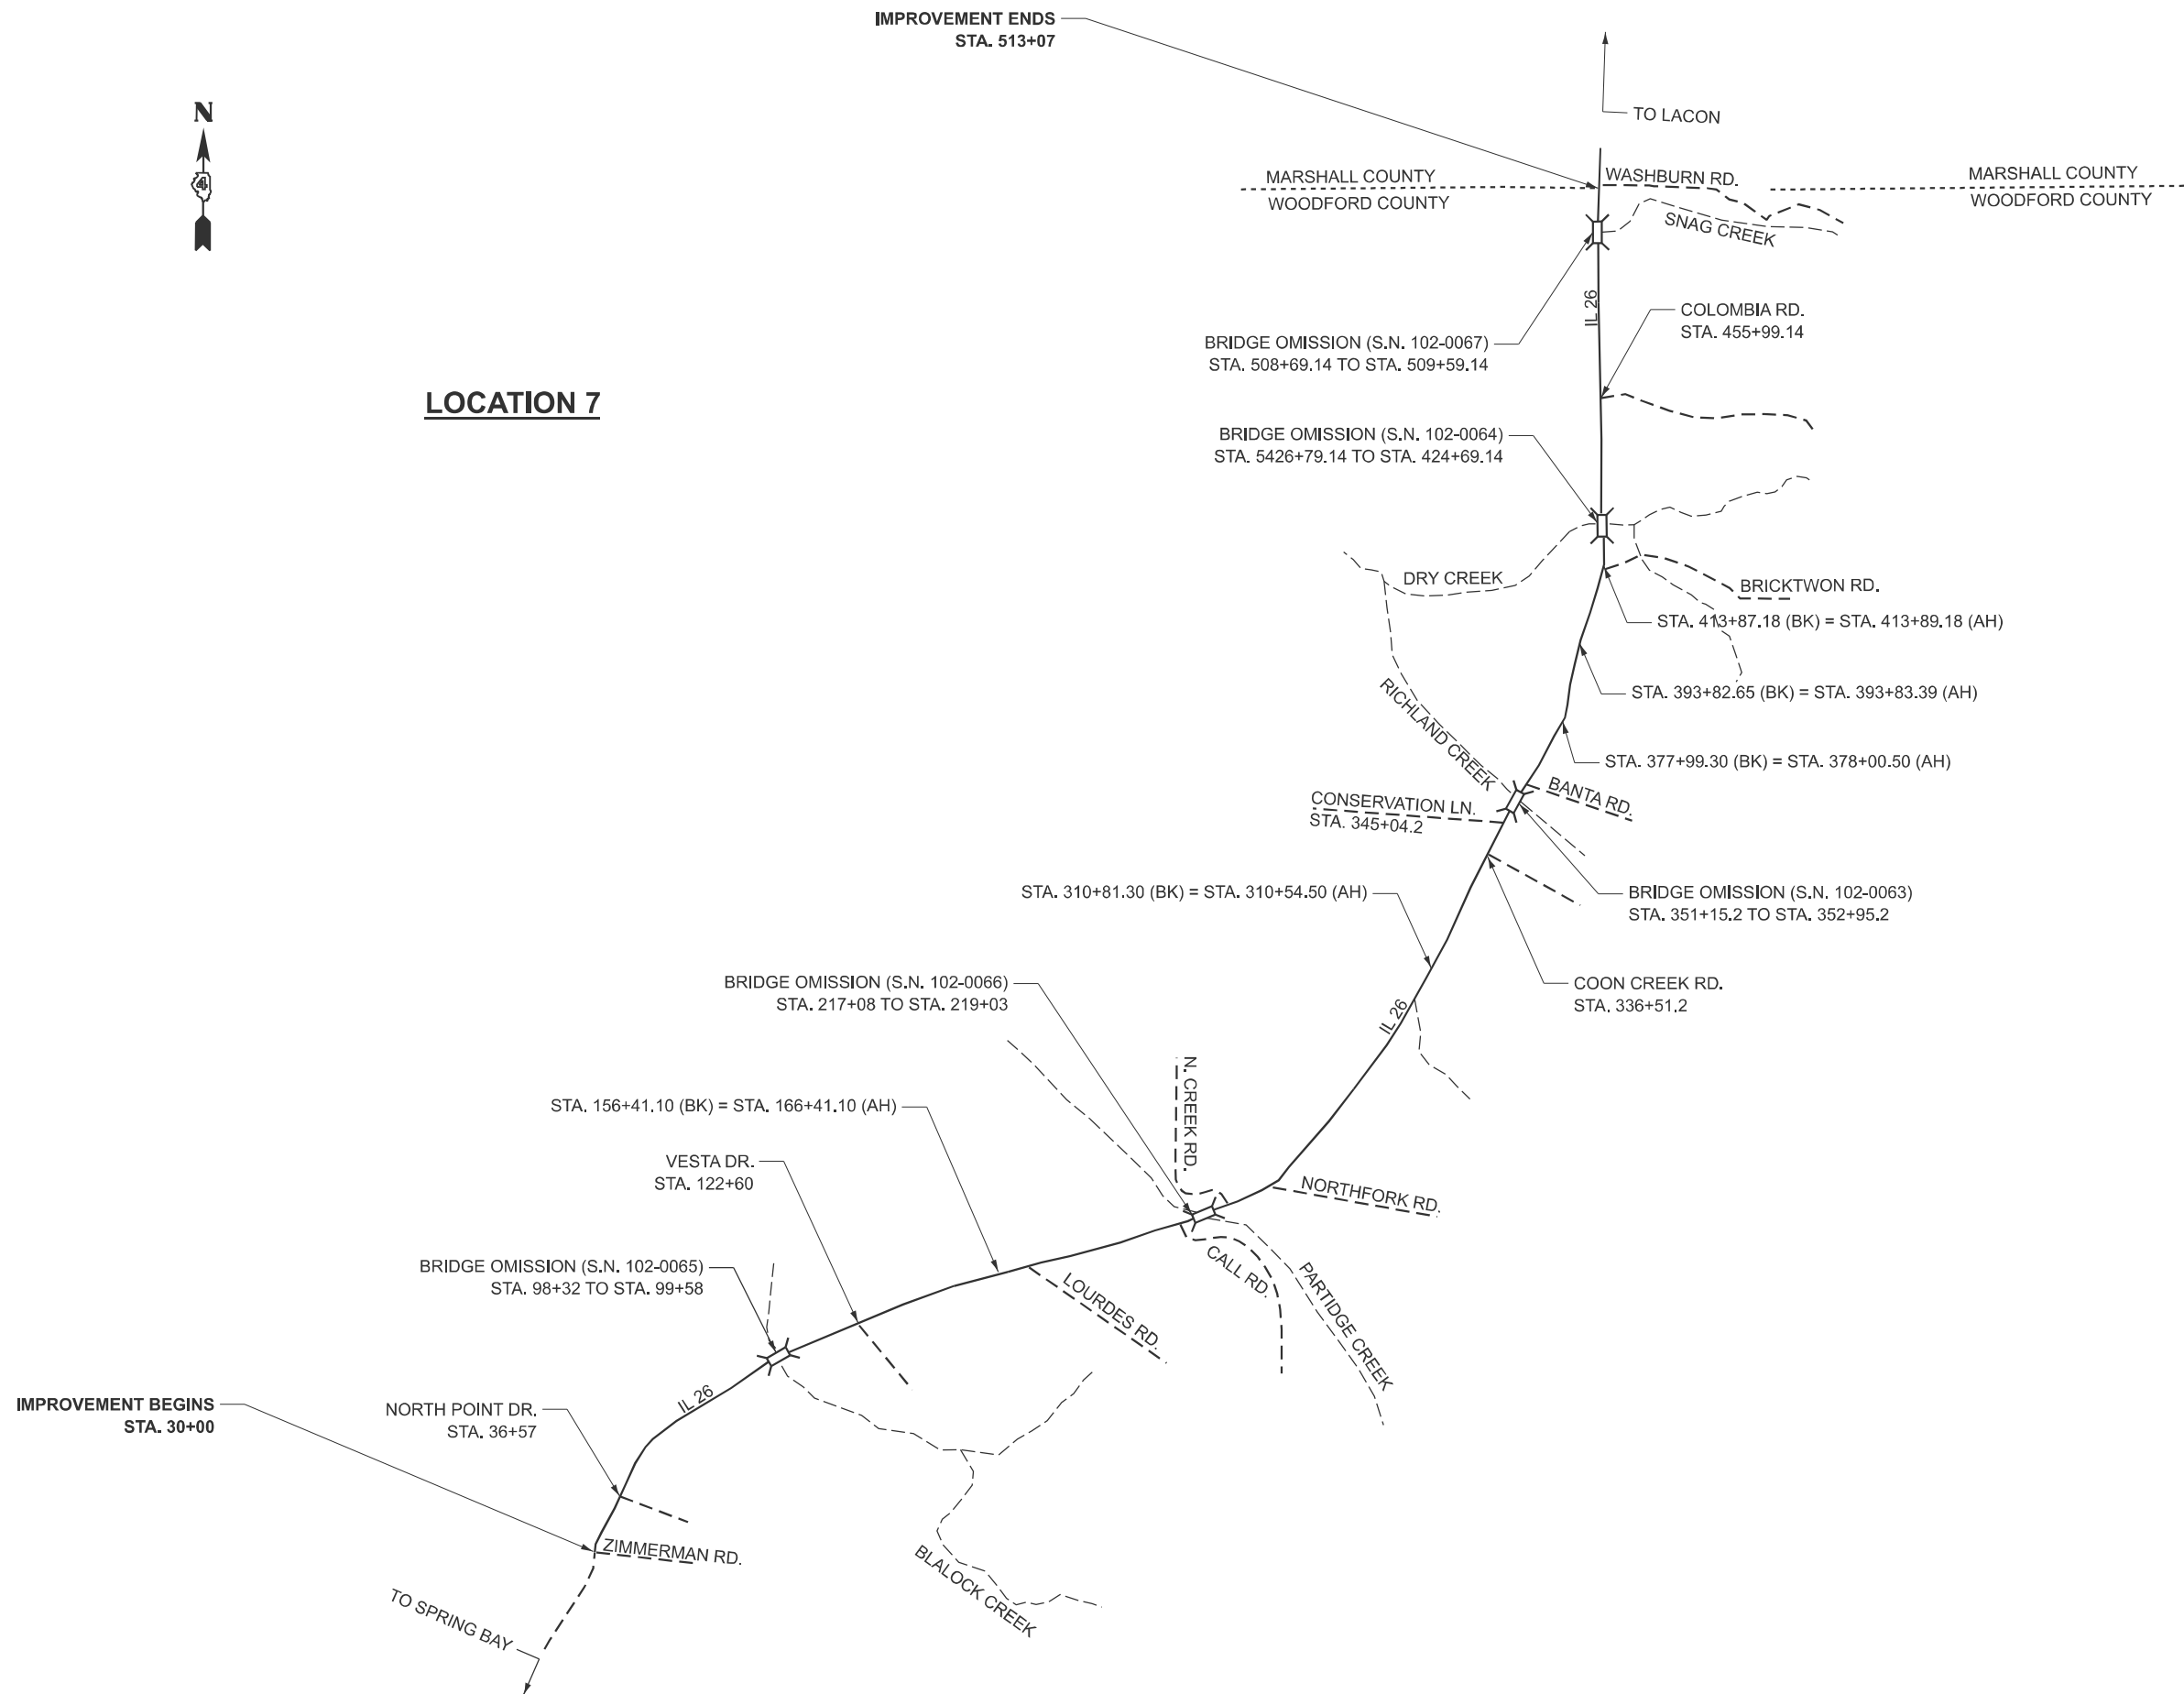 IMPROVEMENT ENDS
STA. 513+07
TO LACON
N
4
MARSHALL COUNTY
WOODFORD COUNTY
WASHBURN RD.
MARSHALL COUNTY
WOODFORD COUNTY
SNAG CREEK
IL 26
COLOMBIA RD.
STA. 455+99.14
BRIDGE OMISSION (S.N. 102-0067)
STA. 508+69.14 TO STA. 509+59.14
LOCATION 7
BRIDGE OMISSION (S.N. 102-0064)
STA. 5426+79.14 TO STA. 424+69.14
DRY CREEK
BRICKTWON RD.
STA. 413+87.18 (BK) = STA. 413+89.18 (AH)
STA. 393+82.65 (BK) = STA. 393+83.39 (AH)
RICHLAND CREEK
STA. 377+99.30 (BK) = STA. 378+00.50 (AH)
BANTA RD.
CONSERVATION LN.
STA. 345+04.2
STA. 310+81.30 (BK) = STA. 310+54.50 (AH)
BRIDGE OMISSION (S.N. 102-0063)
STA. 351+15.2 TO STA. 352+95.2
BRIDGE OMISSION (S.N. 102-0066)
STA. 217+08 TO STA. 219+03
COON CREEK RD.
STA. 336+51.2
IL 26
N. CREEK RD.
STA. 156+41.10 (BK) = STA. 166+41.10 (AH)
VESTA DR.
STA. 122+60
NORTHFORK RD.
CALL RD.
PARTIDGE CREEK
LOURDES RD.
BRIDGE OMISSION (S.N. 102-0065)
STA. 98+32 TO STA. 99+58
IL 26
IMPROVEMENT BEGINS
STA. 30+00
NORTH POINT DR.
STA. 36+57
ZIMMERMAN RD.
BLALOCK CREEK
TO SPRING BAY